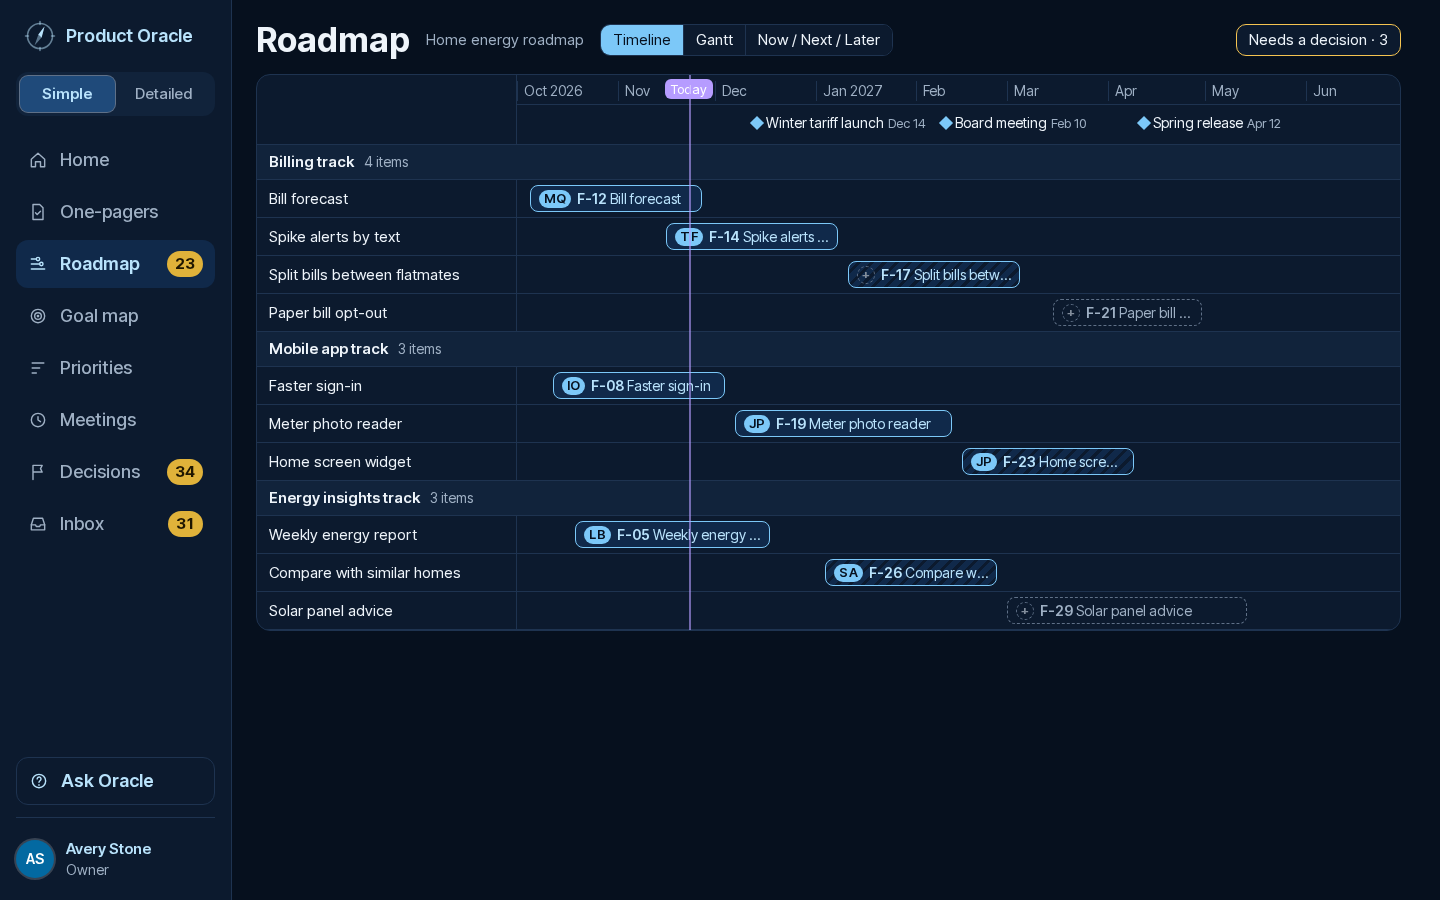 Product Oracle
Simple
Detailed
Home
One-pagers
Roadmap 23
Goal map
Priorities
Meetings
Decisions 34
Inbox 31
Ask Oracle
AS
Avery Stone
Owner
Roadmap
Home energy roadmap
Timeline
Gantt
Now / Next / Later
Needs a decision · 3
Oct 2026
Nov
Today
Dec
Jan 2027
Feb
Mar
Apr
May
Jun
Winter tariff launch Dec 14
Board meeting Feb 10
Spring release Apr 12
Billing track 4 items
Bill forecast
MQ F-12 Bill forecast
Spike alerts by text
TF F-14 Spike alerts ...
Split bills between flatmates
+ F-17 Split bills betw...
Paper bill opt-out
+ F-21 Paper bill ...
Mobile app track 3 items
Faster sign-in
IO F-08 Faster sign-in
Meter photo reader
JP F-19 Meter photo reader
Home screen widget
JP F-23 Home scre...
Energy insights track 3 items
Weekly energy report
LB F-05 Weekly energy ...
Compare with similar homes
SA F-26 Compare w...
Solar panel advice
+ F-29 Solar panel advice